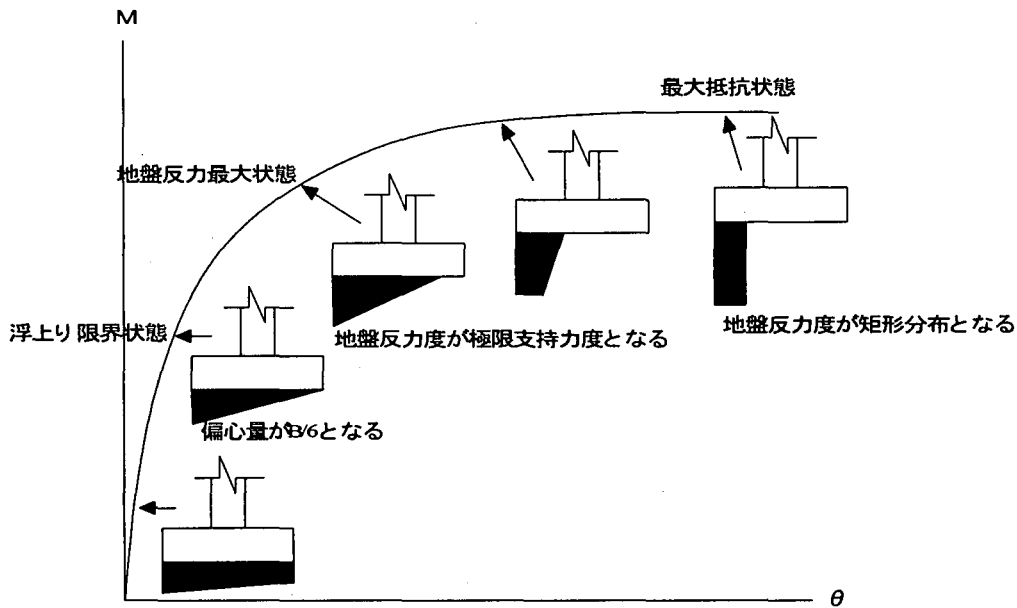 M
最大抵抗状態
地盤反力最大状態
浮上り限界状態
地盤反力度が極限支持力度となる
地盤反力度が矩形分布となる
偏心量がB/6となる
θ